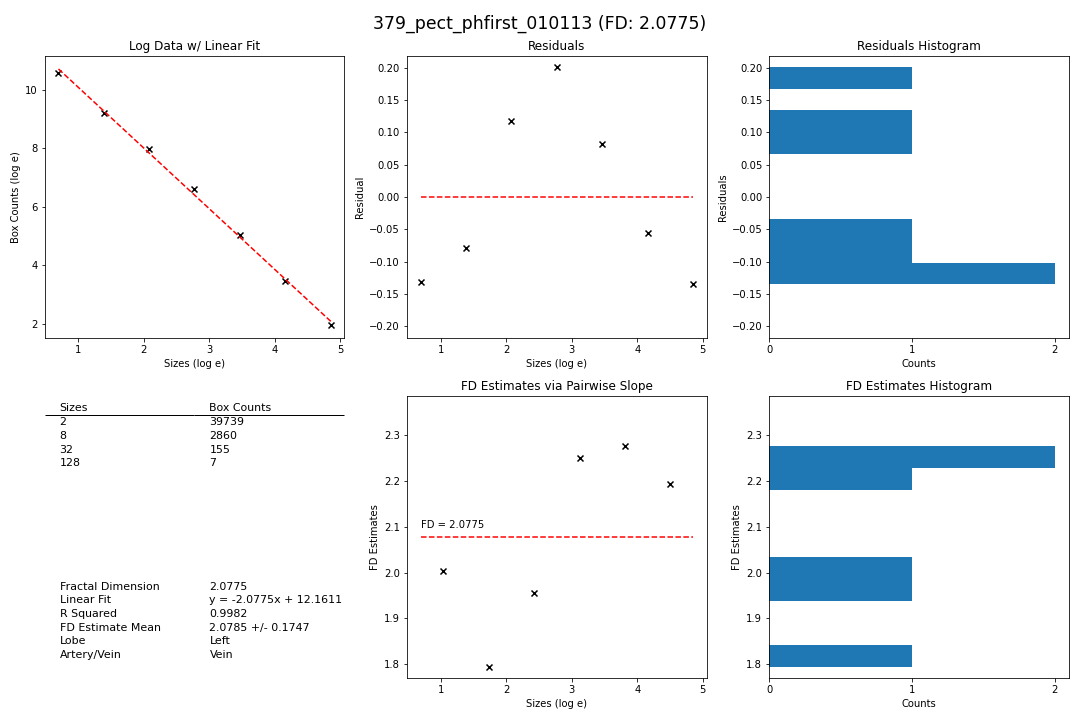 379_pect_phfirst_010113 (FD: 2.0775)
Log Data w/ Linear Fit
Box Counts (log e)
10
8
6
4
2
1 2 3 4 5
Sizes (log e)
Residuals
Residual
0.20
0.15
0.10
0.05
0.00
−0.05
−0.10
−0.15
−0.20
1 2 3 4 5
Sizes (log e)
Residuals Histogram
Residuals
0.20
0.15
0.10
0.05
0.00
−0.05
−0.10
−0.15
−0.20
0 1 2
Counts
Sizes Box Counts
2 39739
8 2860
32 155
128 7
Fractal Dimension 2.0775
Linear Fit y = -2.0775x + 12.1611
R Squared 0.9982
FD Estimate Mean 2.0785 +/- 0.1747
Lobe Left
Artery/Vein Vein
FD Estimates via Pairwise Slope
FD Estimates
2.3
2.2
2.1
2.0
1.9
1.8
FD = 2.0775
1 2 3 4 5
Sizes (log e)
FD Estimates Histogram
FD Estimates
2.3
2.2
2.1
2.0
1.9
1.8
0 1 2
Counts